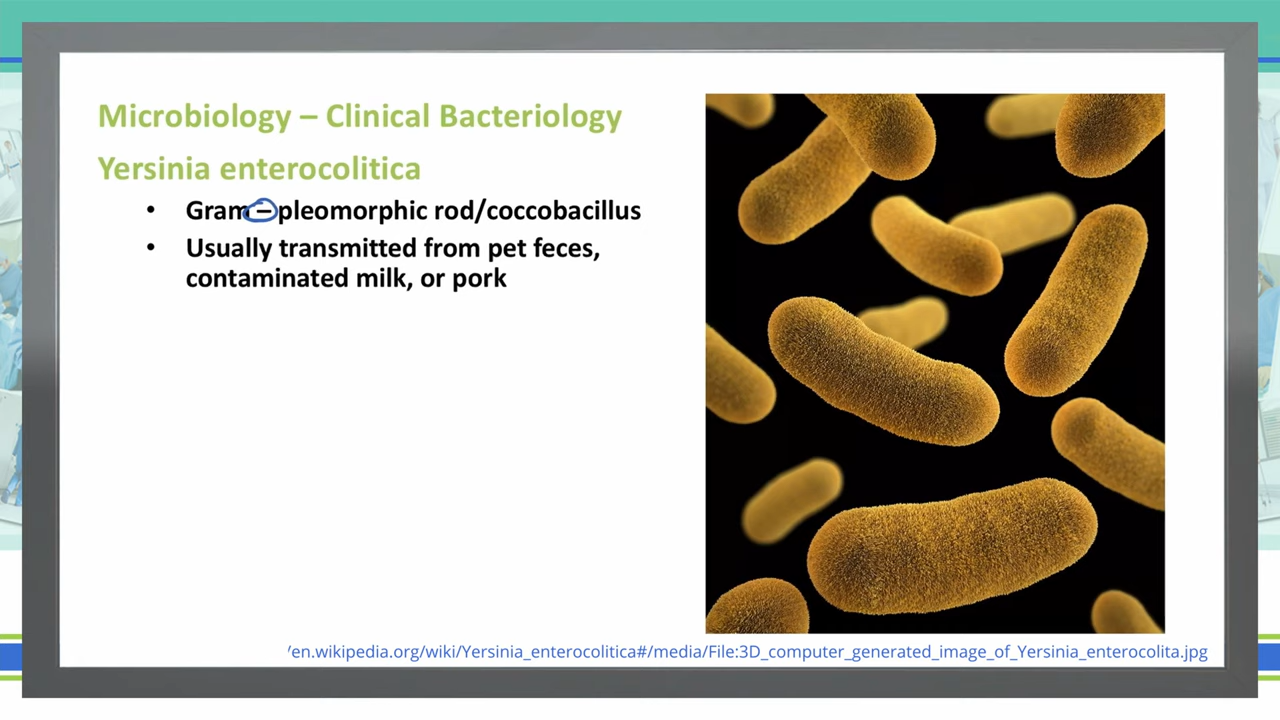 Microbiology – Clinical Bacteriology
Yersinia enterocolitica
• Gram – pleomorphic rod/coccobacillus
• Usually transmitted from pet feces,
contaminated milk, or pork
/en.wikipedia.org/wiki/Yersinia_enterocolitica#/media/File:3D_computer_generated_image_of_Yersinia_enterocolita.jpg